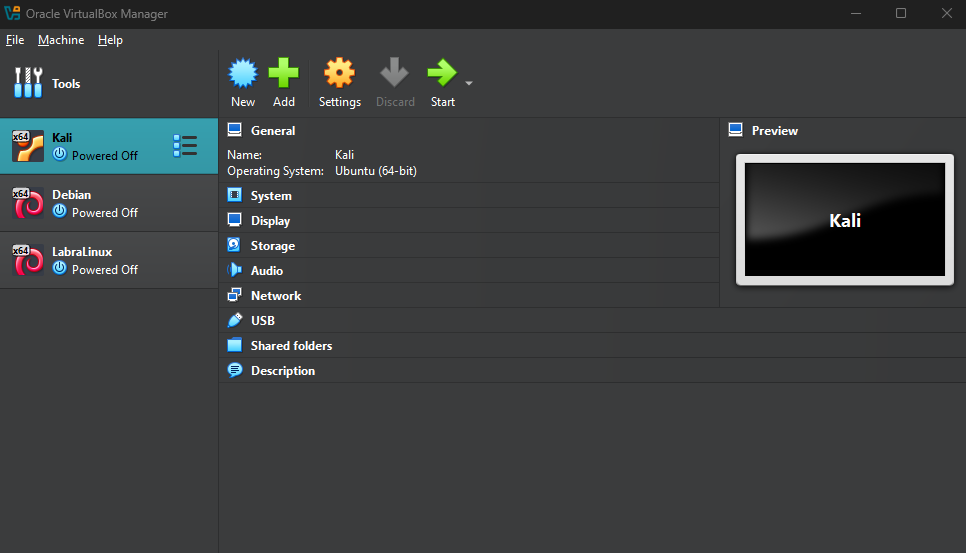 Oracle VirtualBox Manager
File Machine Help
Tools
New Add Settings Discard Start
x64 Kali
Powered Off
x64 Debian
Powered Off
x64 LabraLinux
Powered Off
General
Name: Kali
Operating System: Ubuntu (64-bit)
System
Display
Storage
Audio
Network
USB
Shared folders
Description
Preview
Kali